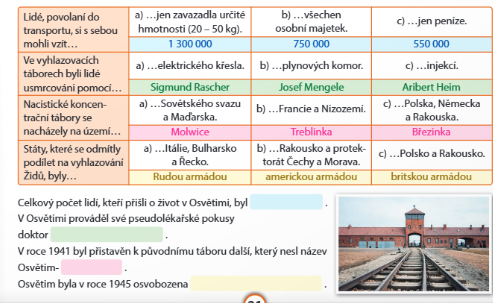 Lidé, povolaní do
transportu, si s sebou
mohli vzít…
a) …jen zavazadla určité
hmotnosti (20 – 50 kg).
b) …všechen
osobní majetek.
c) …jen peníze.
1 300 000
750 000
550 000
Ve vyhlazovacích
táborech byli lidé
usmrcováni pomocí…
a) …elektrického křesla.
b) …plynových komor.
c) …injekcí.
Sigmund Rascher
Josef Mengele
Aribert Heim
Nacistické koncen-
trační tábory se
nacházely na území…
a) …Sovětského svazu
a Maďarska.
b) …Francie a Nizozemí.
c) …Polska, Německa
a Rakouska.
Molwice
Treblinka
Březinka
Státy, které se odmítly
podílet na vyhlazování
Židů, byly…
a) …Itálie, Bulharsko
a Řecko.
b) …Rakousko a protek-
torát Čechy a Morava.
c) …Polsko a Rakousko.
Rudou armádou
americkou armádou
britskou armádou
Celkový počet lidí, kteří přišli o život v Osvětimi, byl .
V Osvětimi prováděl své pseudolékařské pokusy
doktor .
V roce 1941 byl přistavěn k původnímu táboru další, který nesl název
Osvětim- .
Osvětim byla v roce 1945 osvobozena .